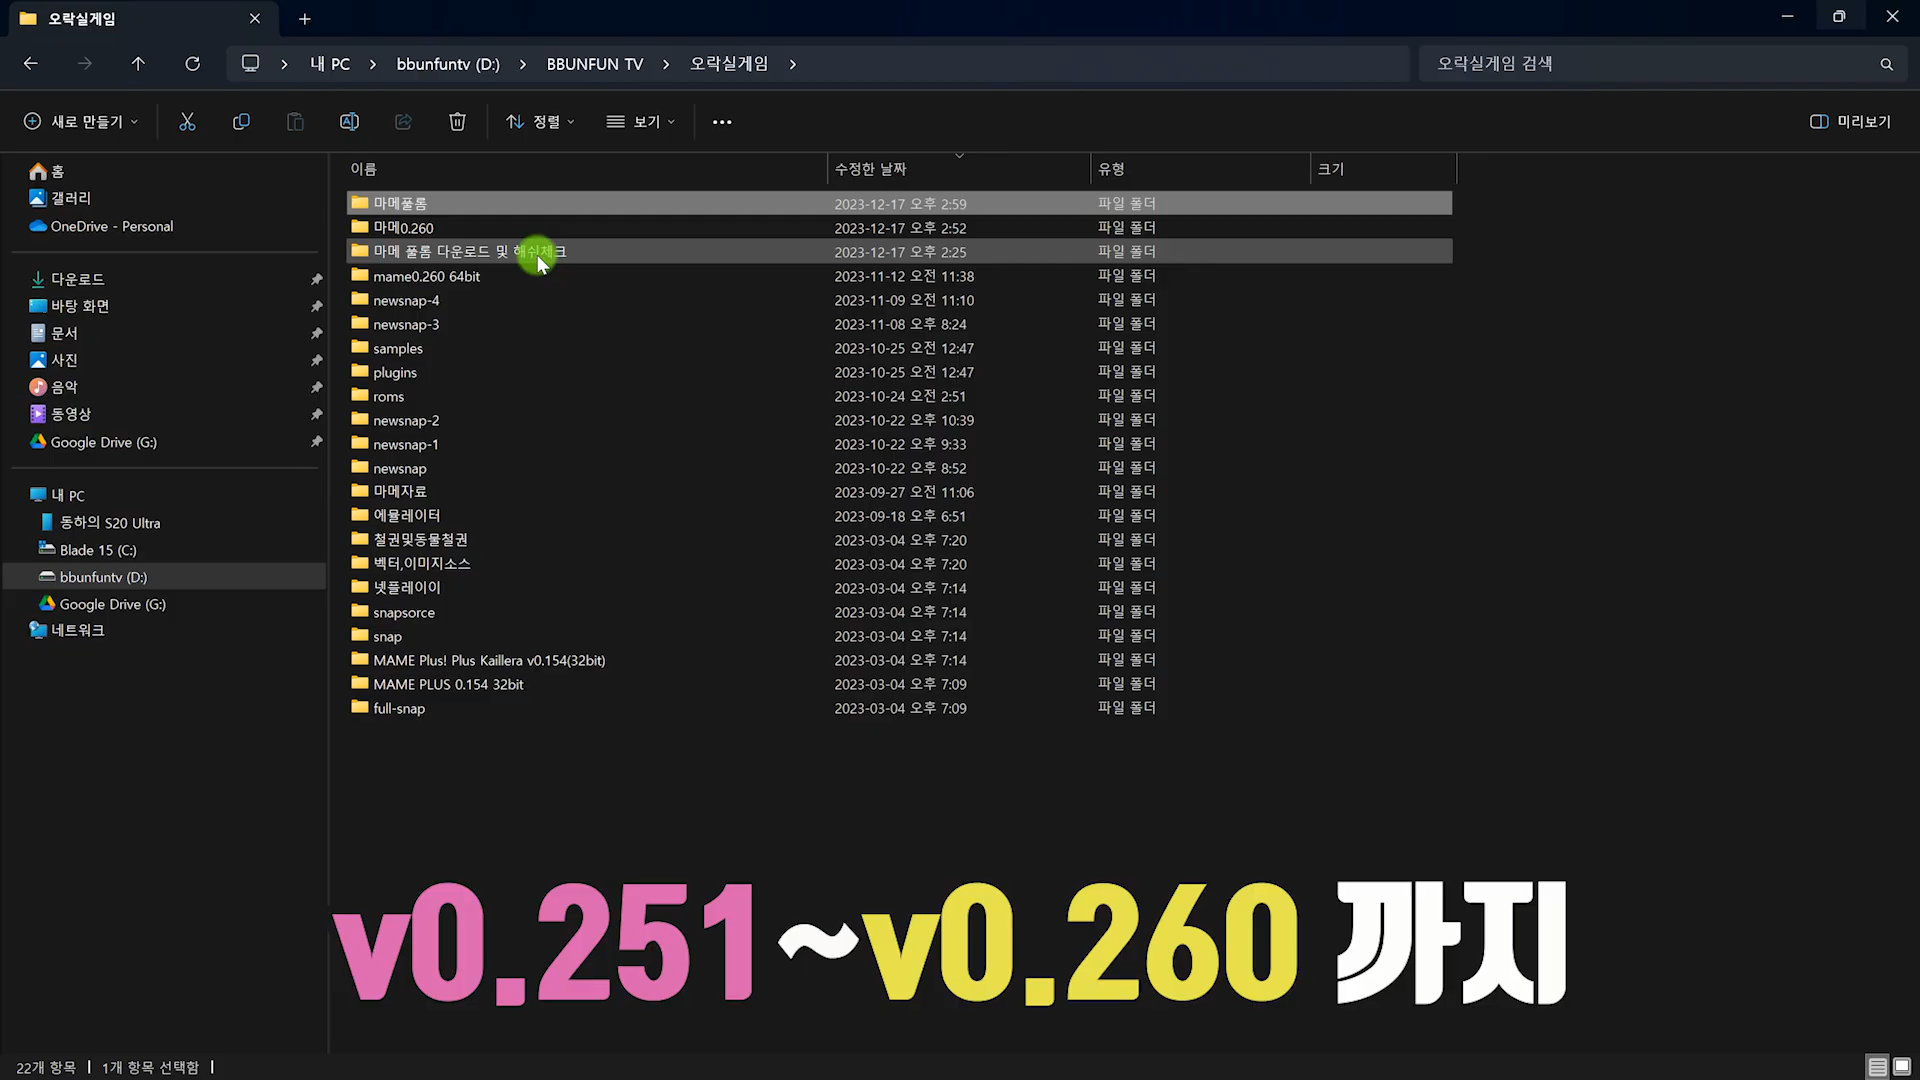 오락실게임
내 PC > bbunfuntv (D:) > BBUNFUN TV > 오락실게임 >
오락실게임 검색
새로 만들기
정렬
보기
미리보기
홈
갤러리
OneDrive - Personal
다운로드
바탕 화면
문서
사진
음악
동영상
Google Drive (G:)
내 PC
동하의 S20 Ultra
Blade 15 (C:)
bbunfuntv (D:)
Google Drive (G:)
네트워크
이름 수정한 날짜 유형 크기
마메풀롬 2023-12-17 오후 2:59 파일 폴더
마메0.260 2023-12-17 오후 2:52 파일 폴더
마메 풀롬 다운로드 및 해쉬체크 2023-12-17 오후 2:25 파일 폴더
mame0.260 64bit 2023-11-12 오전 11:38 파일 폴더
newsnap-4 2023-11-09 오전 11:10 파일 폴더
newsnap-3 2023-11-08 오후 8:24 파일 폴더
samples 2023-10-25 오전 12:47 파일 폴더
plugins 2023-10-25 오전 12:47 파일 폴더
roms 2023-10-24 오전 2:51 파일 폴더
newsnap-2 2023-10-22 오후 10:39 파일 폴더
newsnap-1 2023-10-22 오후 9:33 파일 폴더
newsnap 2023-10-22 오후 8:52 파일 폴더
마메자료 2023-09-27 오전 11:06 파일 폴더
에뮬레이터 2023-09-18 오후 6:51 파일 폴더
철권및동물철권 2023-03-04 오후 7:20 파일 폴더
벡터,이미지소스 2023-03-04 오후 7:20 파일 폴더
넷플레이이 2023-03-04 오후 7:14 파일 폴더
snapsorce 2023-03-04 오후 7:14 파일 폴더
snap 2023-03-04 오후 7:14 파일 폴더
MAME Plus! Plus Kaillera v0.154(32bit) 2023-03-04 오후 7:14 파일 폴더
MAME PLUS 0.154 32bit 2023-03-04 오후 7:09 파일 폴더
full-snap 2023-03-04 오후 7:09 파일 폴더
v0.251~v0.260 까지
22개 항목 | 1개 항목 선택함 |